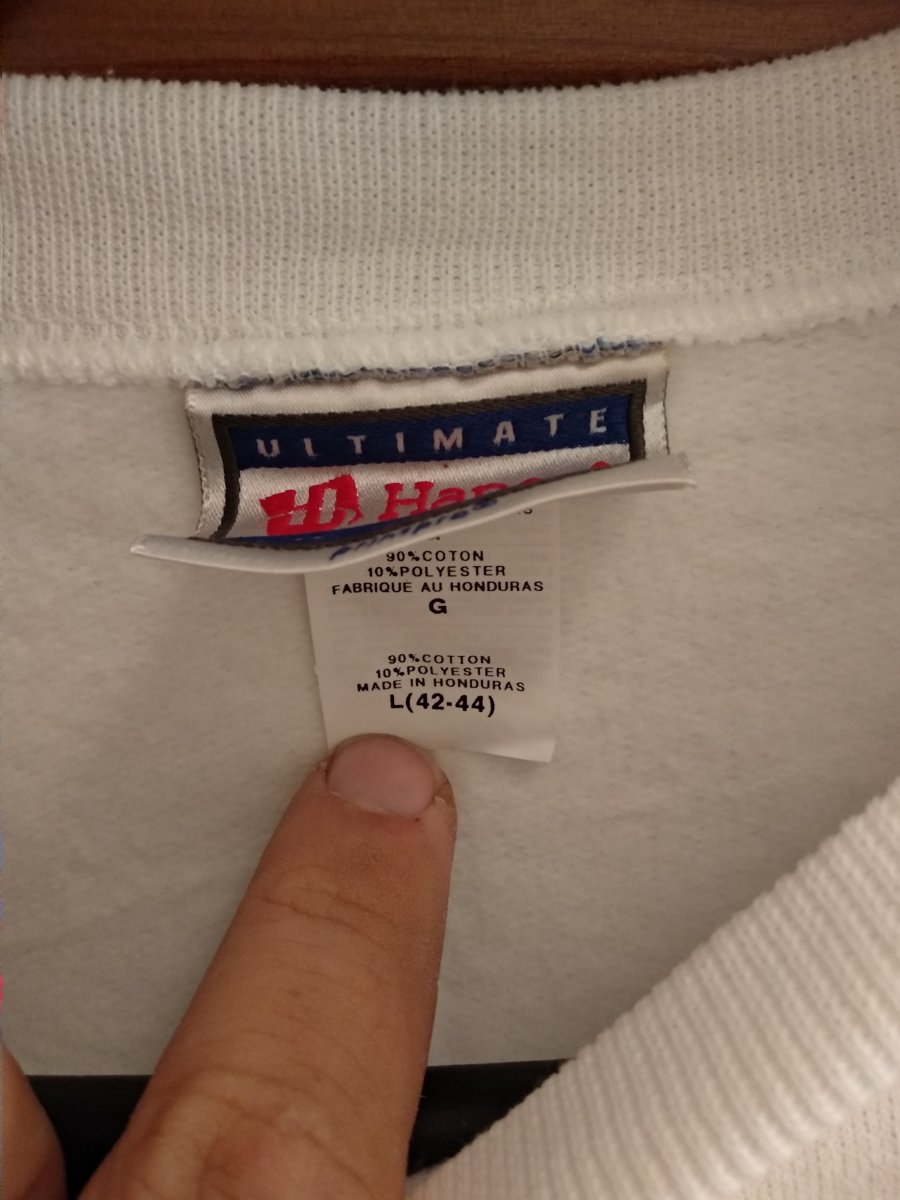 ULTIMATE
90%COTON
10%POLYESTER
FABRIQUE AU HONDURAS
G
90%COTTON
10%POLYESTER
MADE IN HONDURAS
L(42-44)